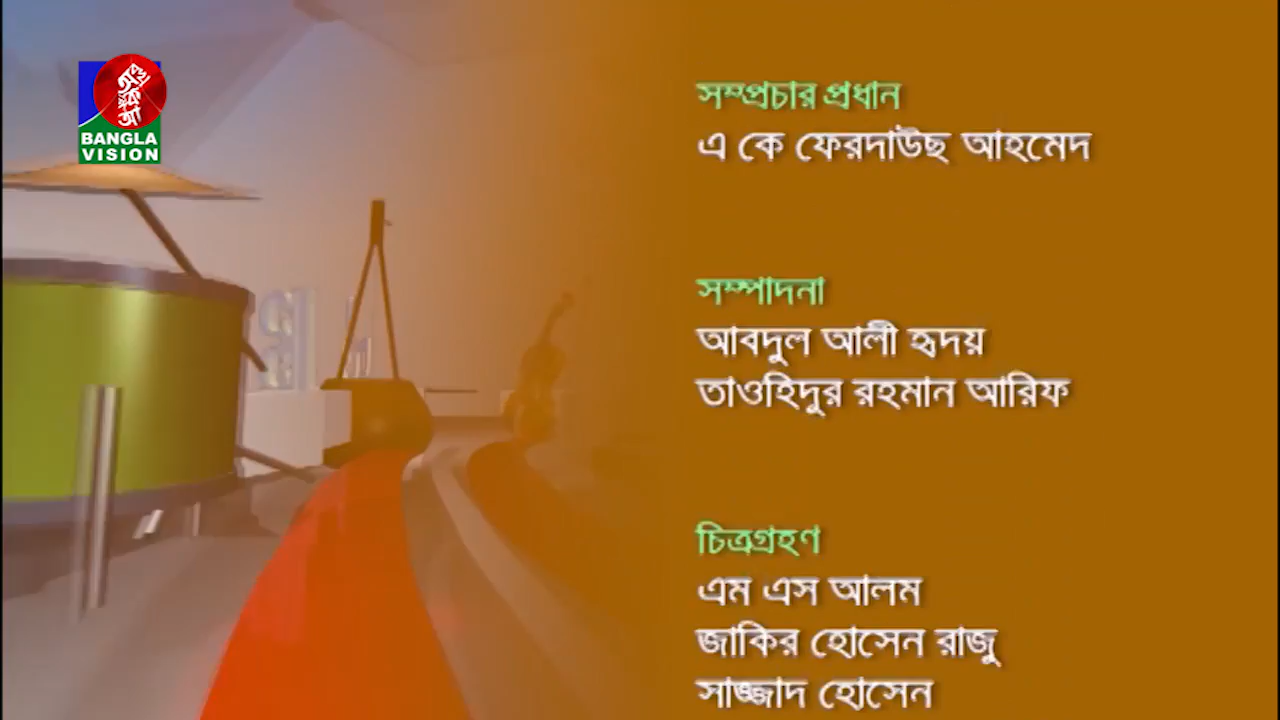 BANGLA
VISION
সম্প্রচার প্রধান
এ কে ফেরদাউছ আহমেদ
সম্পাদনা
আবদুল আলী হৃদয়
তাওহিদুর রহমান আরিফ
চিত্রগ্রহণ
এম এস আলম
জাকির হোসেন রাজু
সাজ্জাদ হোসেন